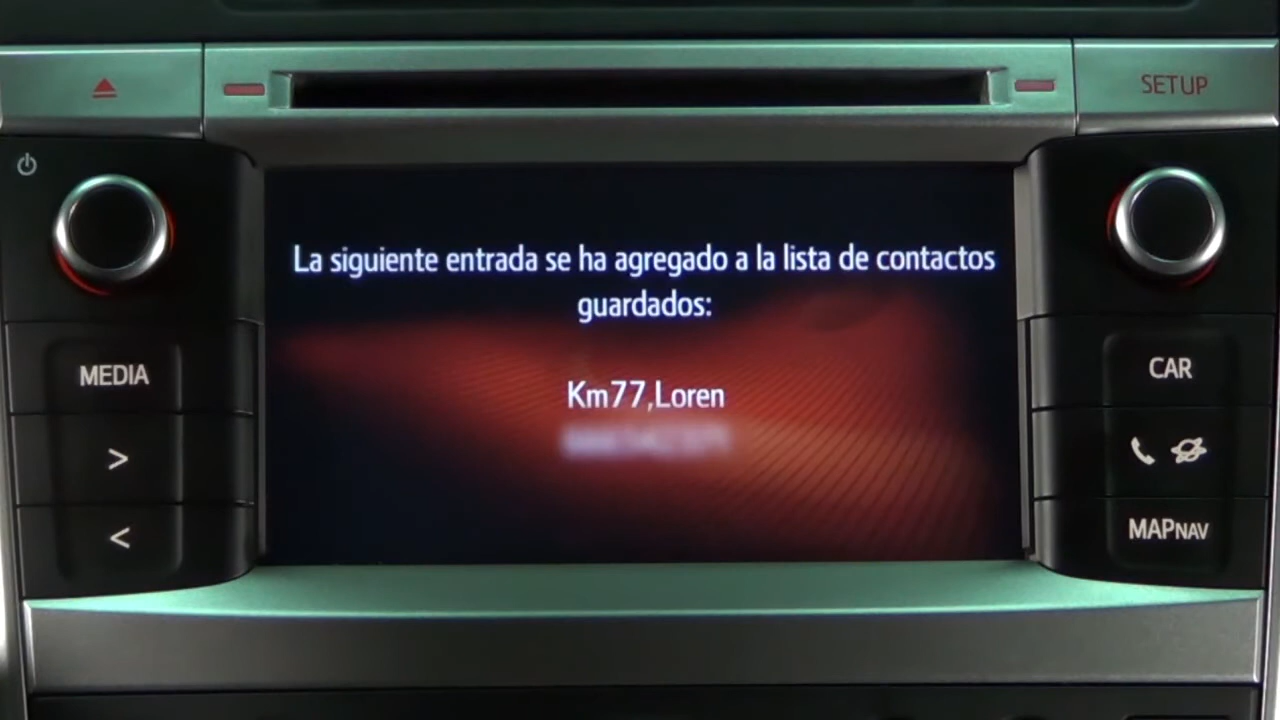 SETUP
La siguiente entrada se ha agregado a la lista de contactos
guardados:
Km77,Loren
MEDIA
>
<
CAR
MAPNAV